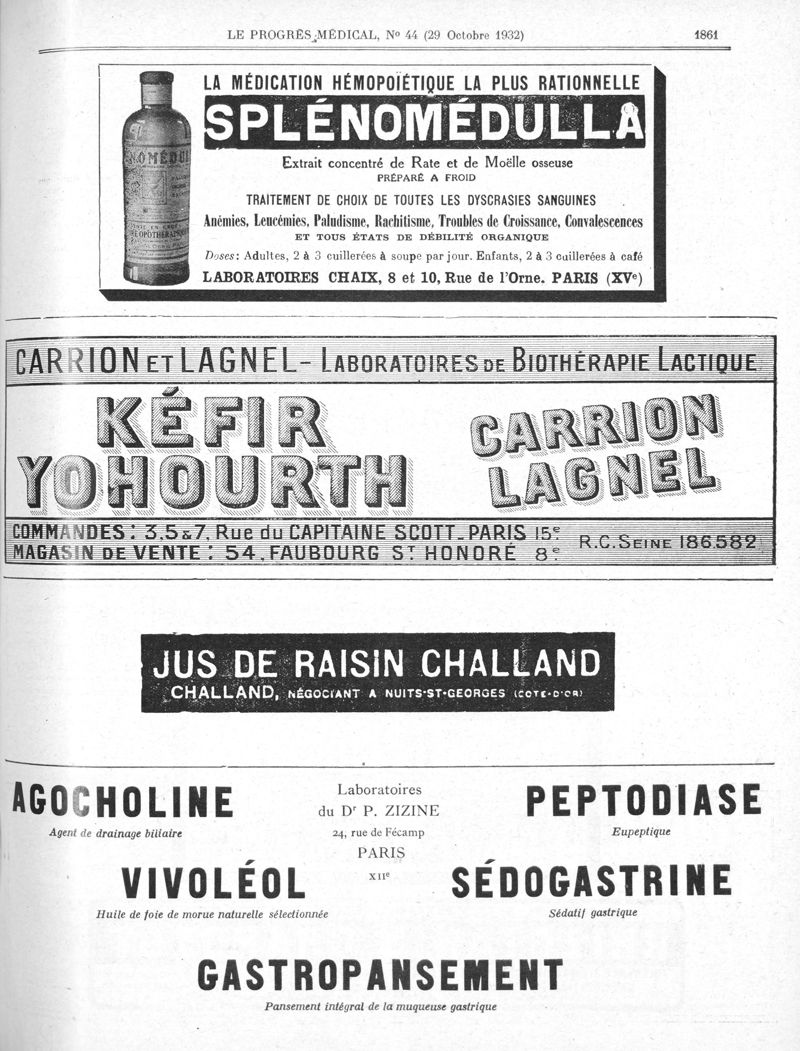 LE PROGRÈS MÉDICAL, No 44 (29 Octobre 1932) 1861
LA MÉDICATION HÉMOPOÏÉTIQUE LA PLUS RATIONNELLE
SPLÉNOMÉDULLA
Extrait concentré de Rate et de Moëlle osseuse
PRÉPARÉ A FROID
TRAITEMENT DE CHOIX DE TOUTES LES DYSCRASIES SANGUINES
Anémies, Leucémies, Paludisme, Rachitisme, Troubles de Croissance, Convalescences
ET TOUS ÉTATS DE DÉBILITÉ ORGANIQUE
Doses: Adultes, 2 à 3 cuillerées à soupe par jour. Enfants, 2 à 3 cuillerées à café
LABORATOIRES CHAIX, 8 et 10, Rue de l'Orne. PARIS (XVe)
CARRION ET LAGNEL – LABORATOIRES DE BIOTHÉRAPIE LACTIQUE
KÉFIR
YOHOURTH
CARRION
LAGNEL
COMMANDES: 3,5 & 7, Rue du CAPITAINE SCOTT_PARIS 15e
MAGASIN DE VENTE: 54, FAUBOURG ST HONORÉ 8e
R.C. SEINE 186.582
JUS DE RAISIN CHALLAND
CHALLAND, NÉGOCIANT A NUITS-ST-GEORGES (COTE-D'OR)
AGOCHOLINE
Agent de drainage biliaire
Laboratoires
du Dr P. ZIZINE
24, rue de Fécamp
PARIS
XIIe
PEPTODIASE
Eupeptique
VIVOLÉOL
Huile de foie de morue naturelle sélectionnée
SÉDOGASTRINE
Sédatif gastrique
GASTROPANSEMENT
Pansement intégral de la muqueuse gastrique